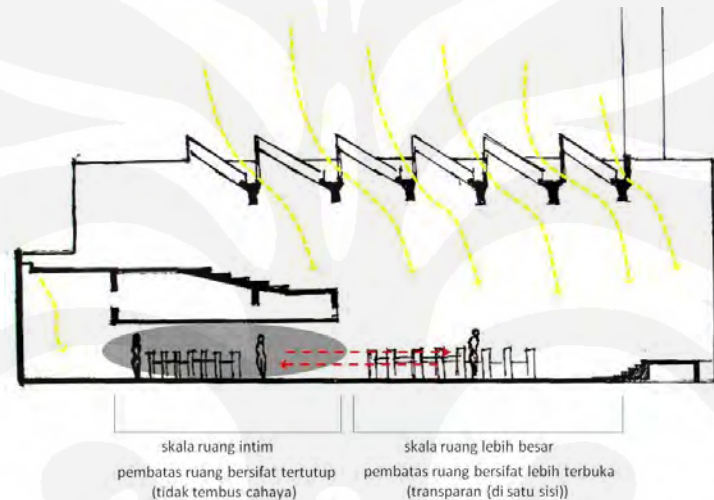 skala ruang intim
skala ruang lebih besar
pembatas ruang bersifat tertutup
(tidak tembus cahaya)
pembatas ruang bersifat lebih terbuka
(transparan (di satu sisi))